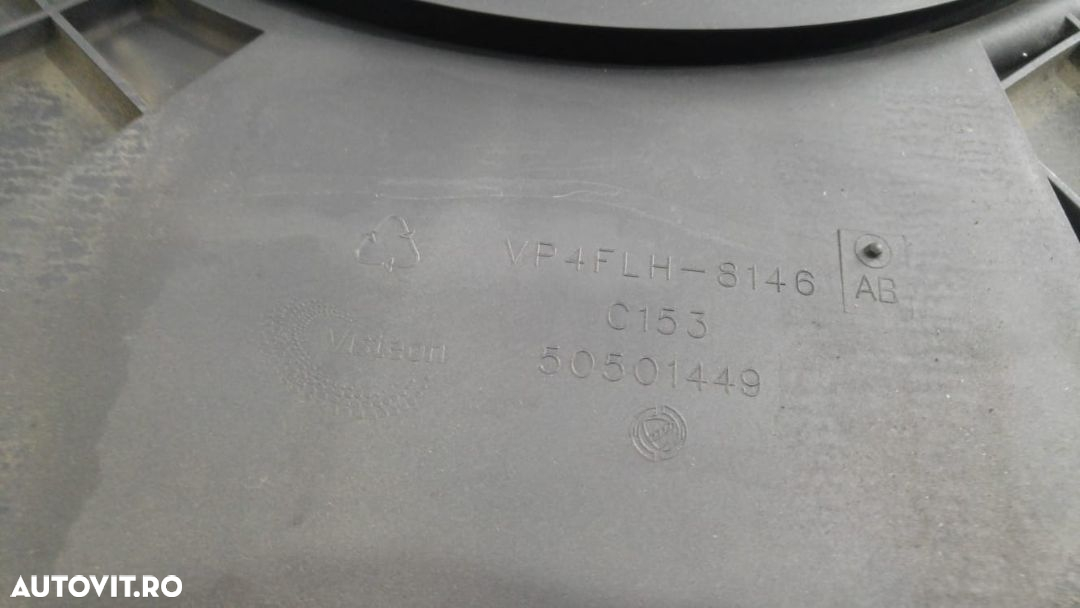 VP4FLH-8146
AB
C153
Visteon
50501449
AUTOVIT.RO